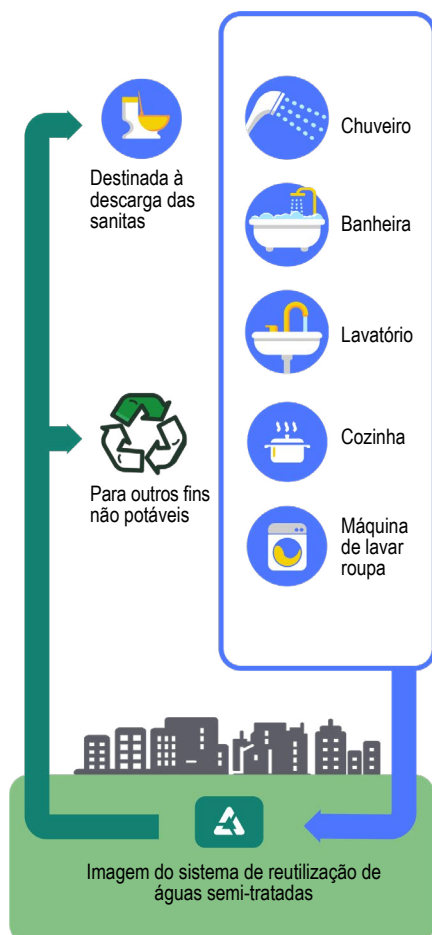 Destinada à
descarga das
sanitas
Para outros fins
não potáveis
Chuveiro
Banheira
Lavatório
Cozinha
Máquina
de lavar
roupa
Imagem do sistema de reutilização de
águas semi-tratadas